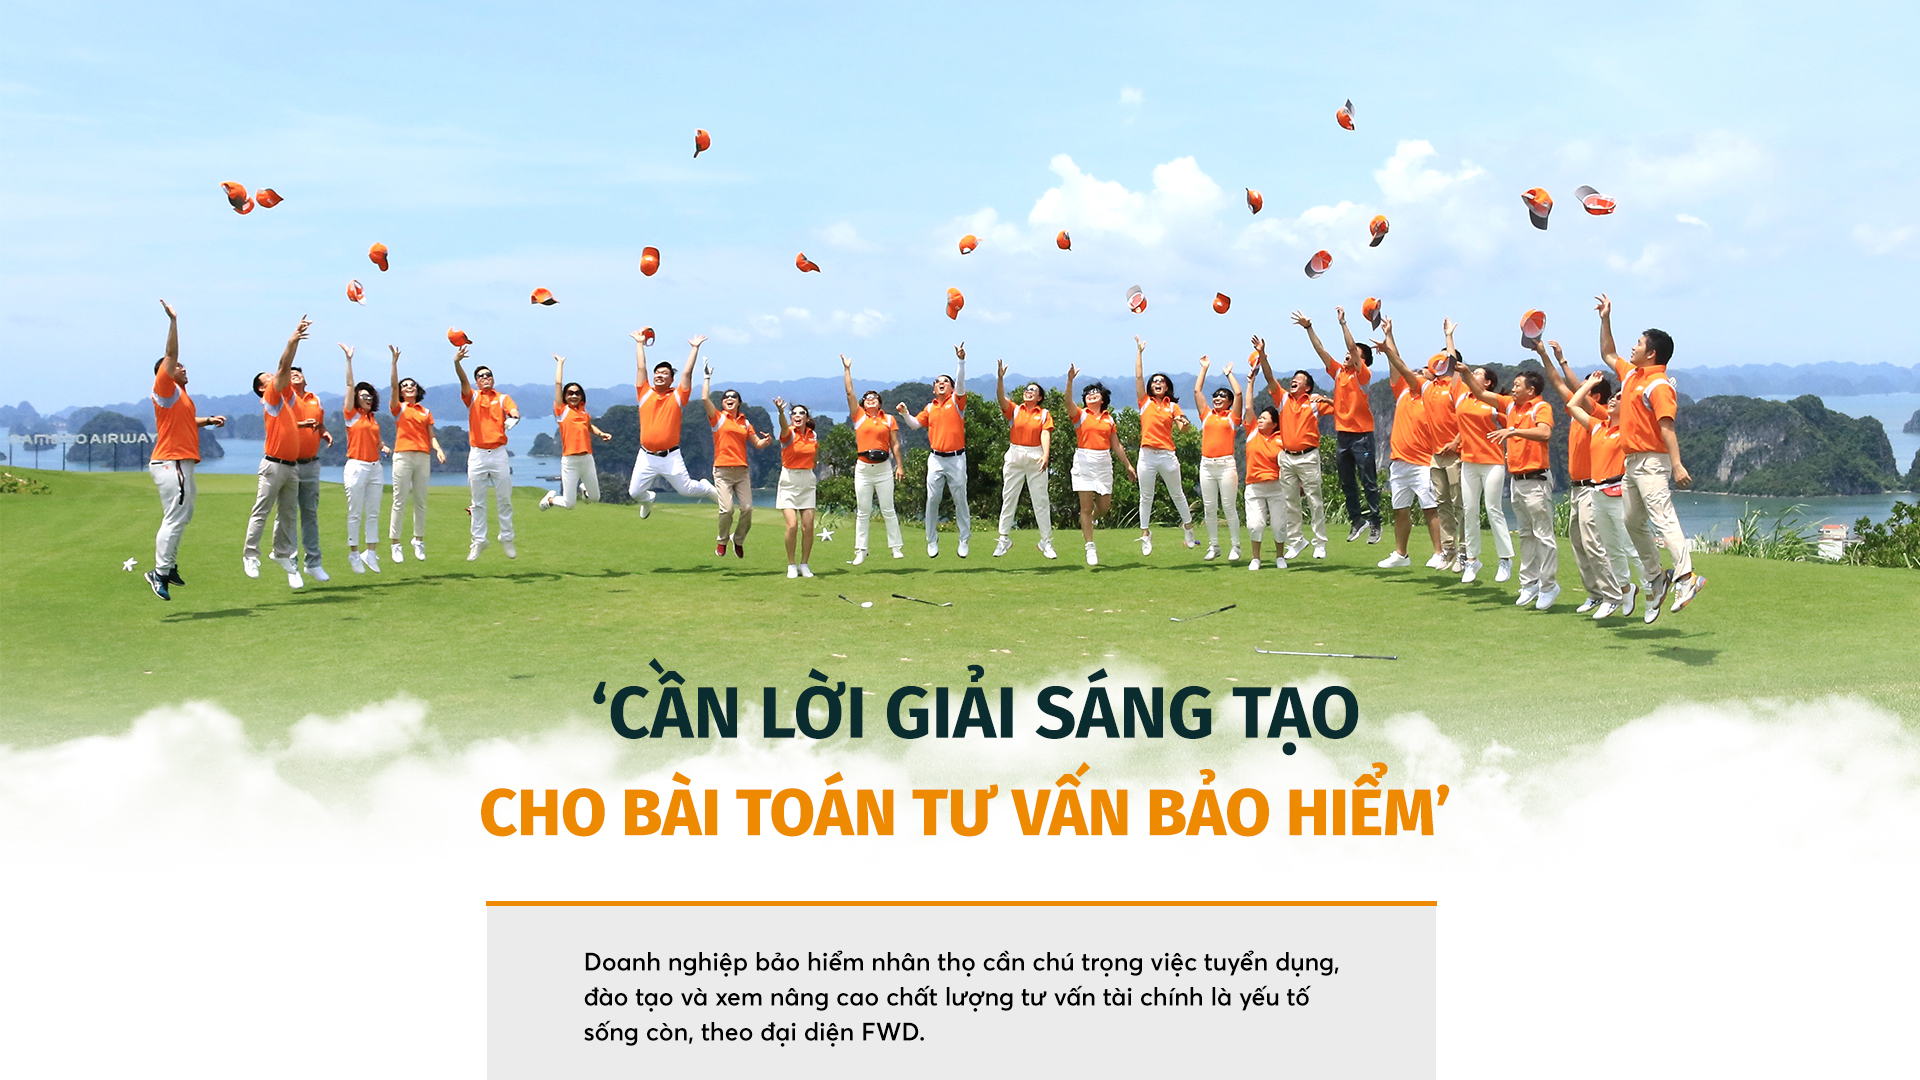 BAMBOO AIRWAY
‘CẦN LỜI GIẢI SÁNG TẠO
CHO BÀI TOÁN TƯ VẤN BẢO HIỂM’
Doanh nghiệp bảo hiểm nhân thọ cần chú trọng việc tuyển dụng,
đào tạo và xem nâng cao chất lượng tư vấn tài chính là yếu tố
sống còn, theo đại diện FWD.